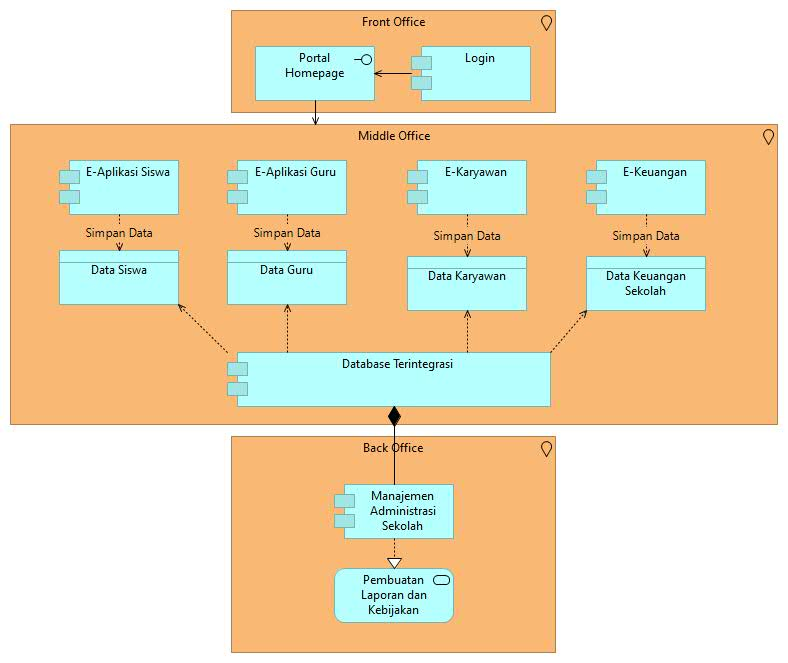 Front Office
Portal
Homepage
Login
Middle Office
E-Aplikasi Siswa
E-Aplikasi Guru
E-Karyawan
E-Keuangan
Simpan Data
Simpan Data
Simpan Data
Simpan Data
Data Siswa
Data Guru
Data Karyawan
Data Keuangan
Sekolah
Database Terintegrasi
Back Office
Manajemen
Administrasi
Sekolah
Pembuatan
Laporan dan
Kebijakan